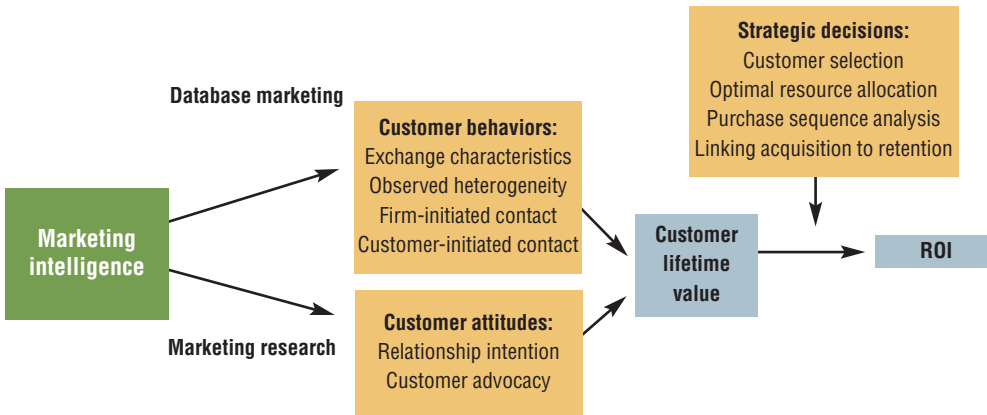 Marketing
intelligence
Database marketing
Marketing research
Customer behaviors:
Exchange characteristics
Observed heterogeneity
Firm-initiated contact
Customer-initiated contact
Customer attitudes:
Relationship intention
Customer advocacy
Customer
lifetime
value
Strategic decisions:
Customer selection
Optimal resource allocation
Purchase sequence analysis
Linking acquisition to retention
ROI